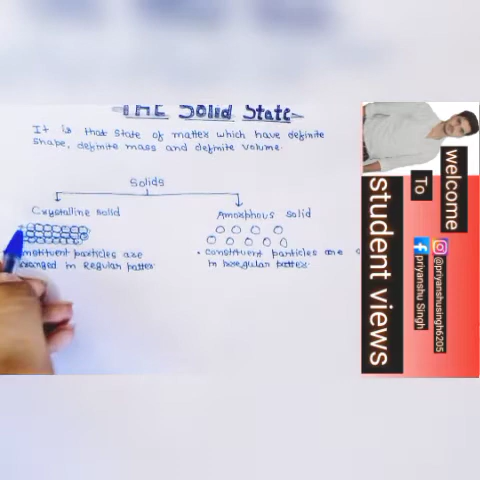 THE Solid State
It is that state of matter which have definite
shape, definite mass and definite volume.
Solids
Crystalline solid
constituent particles are
arranged in Regular patter
Amorphous solid
• constituent particles are
in irregular patter.
welcome
To
student views
@priyanshusingh6205
priyanshu Singh